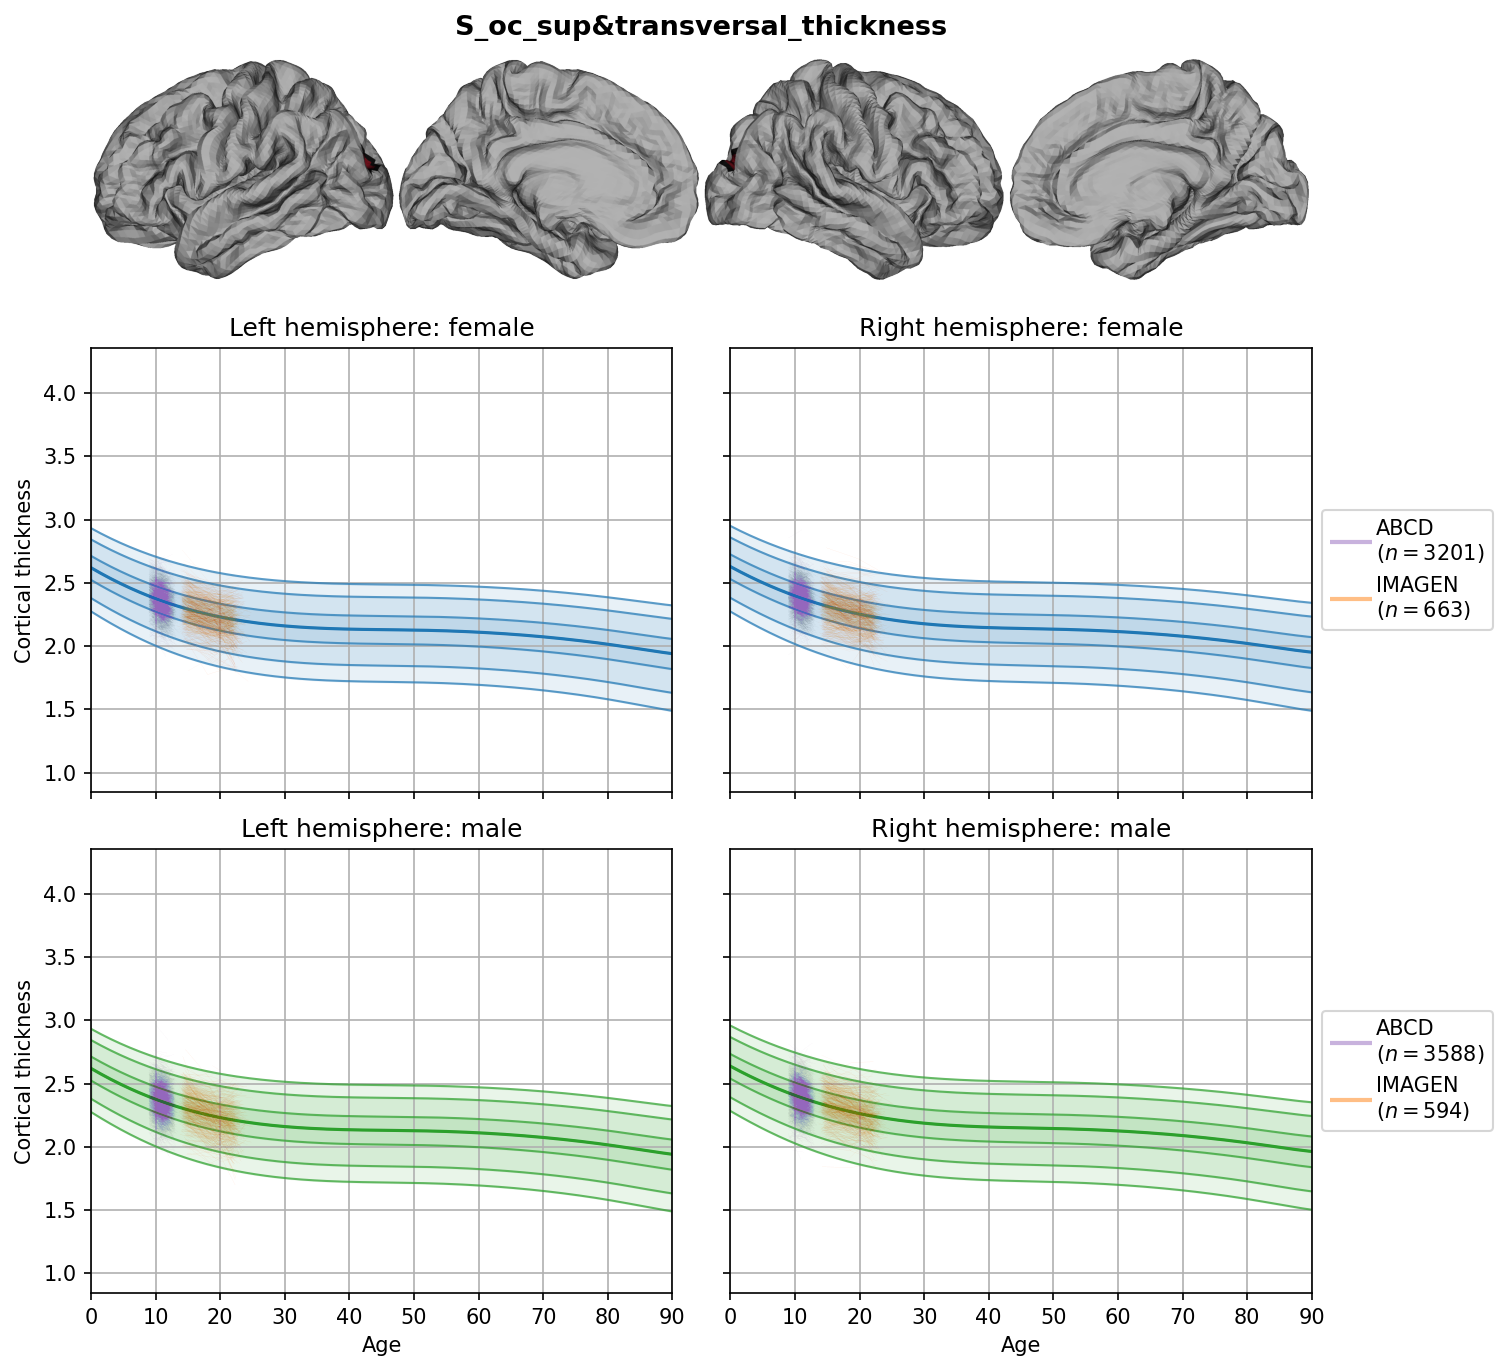 S_oc_sup&transversal_thickness
Left hemisphere: female
Right hemisphere: female
Cortical thickness
4.0
3.5
3.0
2.5
2.0
1.5
1.0
ABCD
(n = 3201)
IMAGEN
(n = 663)
Left hemisphere: male
Right hemisphere: male
Cortical thickness
4.0
3.5
3.0
2.5
2.0
1.5
1.0
ABCD
(n = 3588)
IMAGEN
(n = 594)
0 10 20 30 40 50 60 70 80 90
0 10 20 30 40 50 60 70 80 90
Age
Age